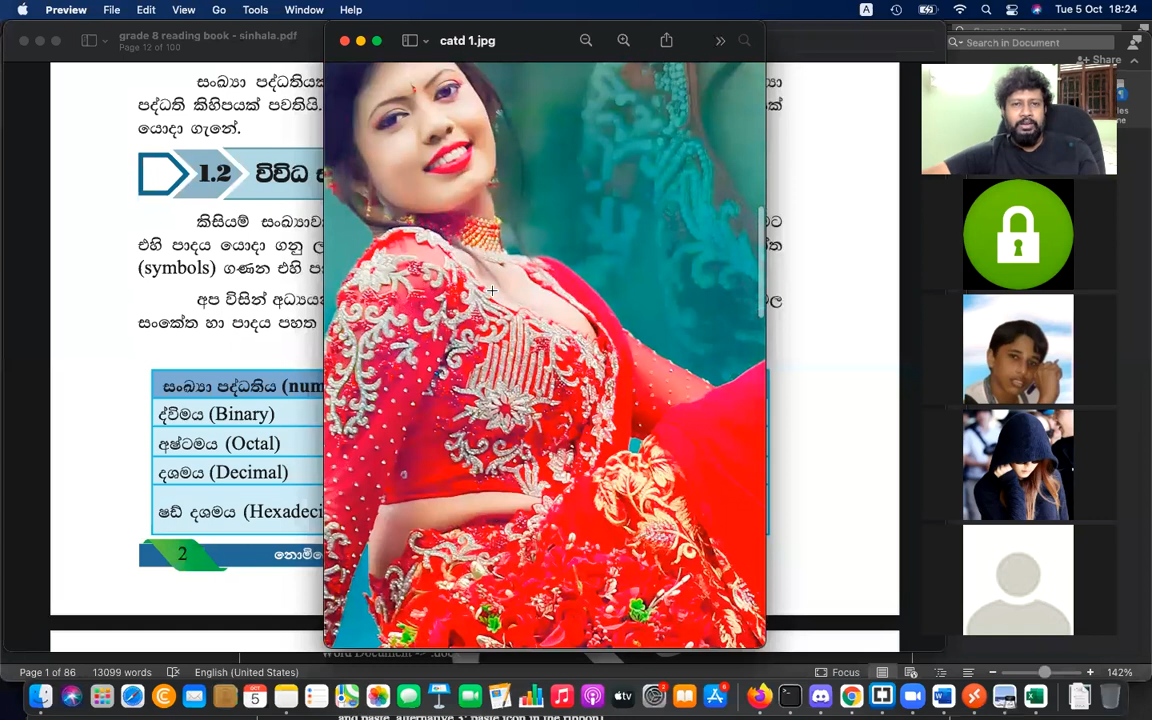 Preview File Edit View Go Tools Window Help
A Tue 5 Oct 18:24
grade 8 reading book - sinhala.pdf
Page 12 of 100
catd 1.jpg
Search in Document
Share
සංඛ්‍යා පද්ධතියක
පද්ධති කිහිපයක් පවතියි.
යොදා ගැනේ.
1.2 විවිධ
කිසියම් සංඛ්‍යාව
එහි පාදය යොදා ගනු ල
(symbols) ගණන එහි ප
අප විසින් අධ්‍යයන
සංකේත හා පාදය පහත
සංඛ්‍යා පද්ධතිය (num
ද්විමය (Binary)
අෂ්ටමය (Octal)
දශමය (Decimal)
ෂඩ් දශමය (Hexadeci
2 නොමිලේ
Page 1 of 86 13099 words English (United States) Focus 142%